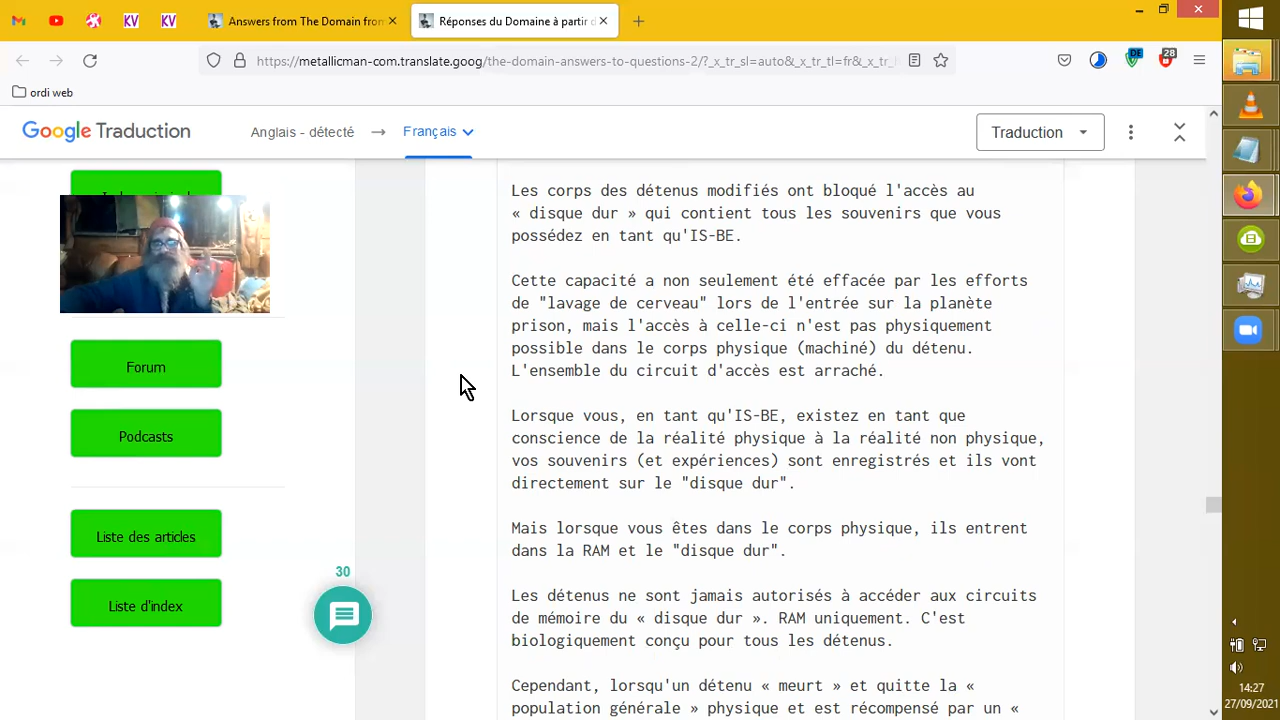 Answers from The Domain from
Réponses du Domaine à partir d
https://metallicman-com.translate.goog/the-domain-answers-to-questions-2/?_x_tr_sl=auto&_x_tr_tl=fr&_x_tr_
DE
28
ordi web
Google Traduction
Anglais - détecté
Français
Traduction
Forum
Podcasts
Liste des articles
Liste d'index
30
Les corps des détenus modifiés ont bloqué l'accès au
« disque dur » qui contient tous les souvenirs que vous
possédez en tant qu'IS-BE.
Cette capacité a non seulement été effacée par les efforts
de "lavage de cerveau" lors de l'entrée sur la planète
prison, mais l'accès à celle-ci n'est pas physiquement
possible dans le corps physique (machiné) du détenu.
L'ensemble du circuit d'accès est arraché.
Lorsque vous, en tant qu'IS-BE, existez en tant que
conscience de la réalité physique à la réalité non physique,
vos souvenirs (et expériences) sont enregistrés et ils vont
directement sur le "disque dur".
Mais lorsque vous êtes dans le corps physique, ils entrent
dans la RAM et le "disque dur".
Les détenus ne sont jamais autorisés à accéder aux circuits
de mémoire du « disque dur ». RAM uniquement. C'est
biologiquement conçu pour tous les détenus.
Cependant, lorsqu'un détenu « meurt » et quitte la «
population générale » physique et est récompensé par un «
14:27
27/09/2021